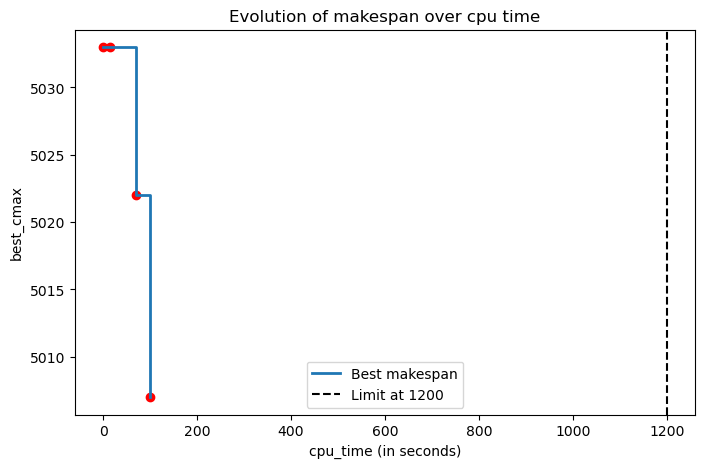 Evolution of makespan over cpu time
best_cmax
5030
5025
5020
5015
5010
Best makespan
Limit at 1200
0
200
400
600
800
1000
1200
cpu_time (in seconds)